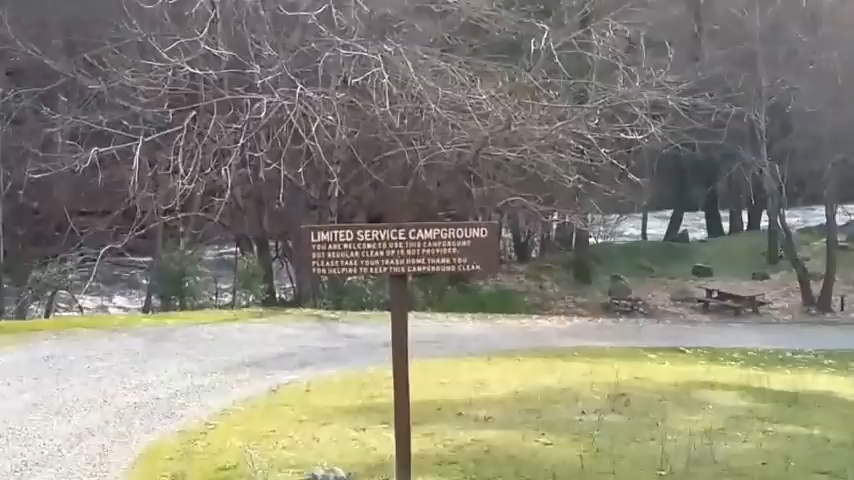 LIMITED SERVICE CAMPGROUND
YOU ARE WELCOME TO USE THIS CAMPGROUND
BUT REGULAR CLEAN UP IS NOT PROVIDED.
PLEASE TAKE YOUR TRASH HOME. THANK YOU
FOR HELPING TO KEEP THIS CAMPGROUND CLEAN.